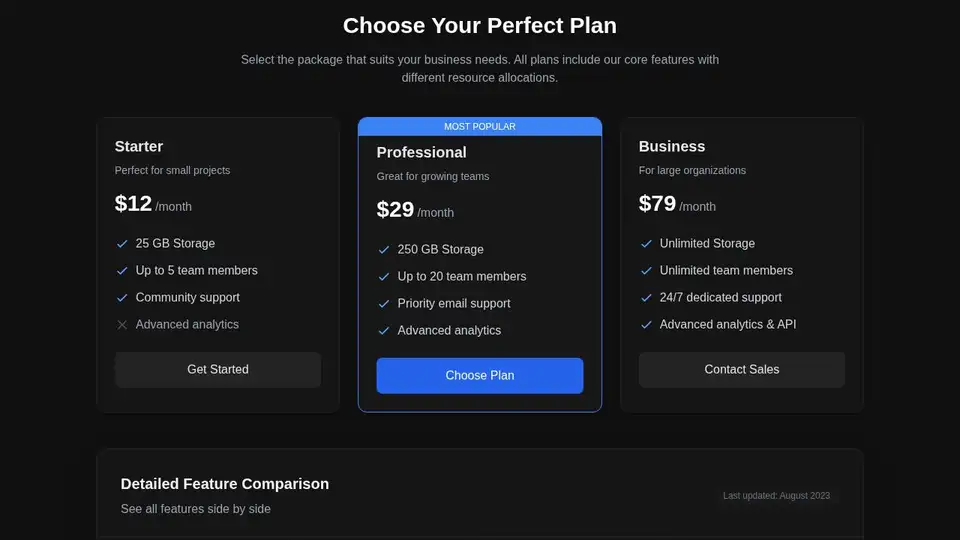 Choose Your Perfect Plan
Select the package that suits your business needs. All plans include our core features with
different resource allocations.
Starter
Perfect for small projects
$12 /month
25 GB Storage
Up to 5 team members
Community support
Advanced analytics
Get Started
MOST POPULAR
Professional
Great for growing teams
$29 /month
250 GB Storage
Up to 20 team members
Priority email support
Advanced analytics
Choose Plan
Business
For large organizations
$79 /month
Unlimited Storage
Unlimited team members
24/7 dedicated support
Advanced analytics & API
Contact Sales
Detailed Feature Comparison
See all features side by side
Last updated: August 2023